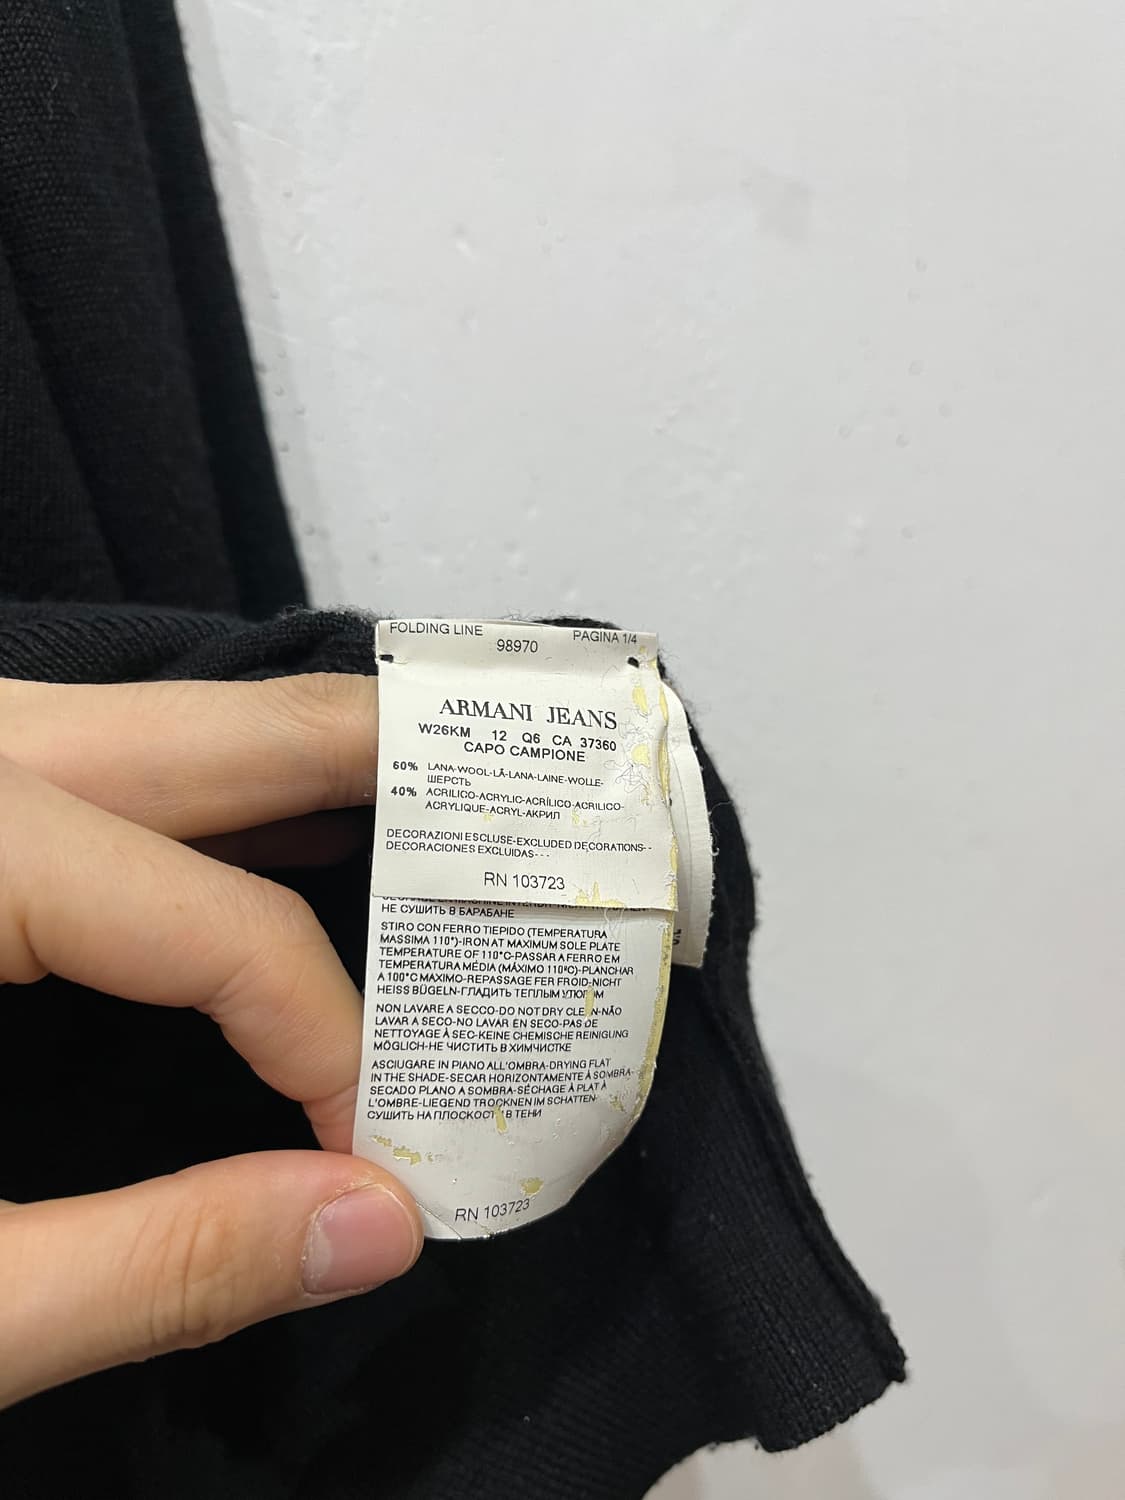 FOLDING LINE
PAGINA 1/4
98970
ARMANI JEANS
W26KM 12 Q6 CA 37360
CAPO CAMPIONE
60% LANA-WOOL-LÃ-LANA-LAINE-WOLLE-
ШЕРСТЬ
40% ACRILICO-ACRYLIC-ACRÍLICO-ACRILICO-
ACRYLIQUE-ACRYL-АКРИЛ
DECORAZIONI ESCLUSE-EXCLUDED DECORATIONS--
DECORACIONES EXCLUIDAS---
RN 103723
НЕ СУШИТЬ В БАРАБАНЕ
STIRO CON FERRO TIEPIDO (TEMPERATURA
MASSIMA 110°)-IRON AT MAXIMUM SOLE PLATE
TEMPERATURE OF 110°C-PASSAR A FERRO EM
TEMPERATURA MÉDIA (MÁXIMO 110ºC)-PLANCHAR
A 100°C MAXIMO-REPASSAGE FER FROID-NICHT
HEISS BÜGELN-ГЛАДИТЬ ТЕПЛЫМ УТЮГОМ
NON LAVARE A SECCO-DO NOT DRY CLEAN-NÃO
LAVAR A SECO-NO LAVAR EN SECO-PAS DE
NETTOYAGE À SEC-KEINE CHEMISCHE REINIGUNG
MÖGLICH-НЕ ЧИСТИТЬ В ХИМЧИСТКЕ
ASCIUGARE IN PIANO ALL'OMBRA-DRYING FLAT
IN THE SHADE-SECAR HORIZONTAMENTE À SOMBRA-
SECADO PLANO A SOMBRA-SÉCHAGE À PLAT À
L'OMBRE-LIEGEND TROCKNEN IM SCHATTEN-
СУШИТЬ НА ПЛОСКОСТИ В ТЕНИ
RN 103723